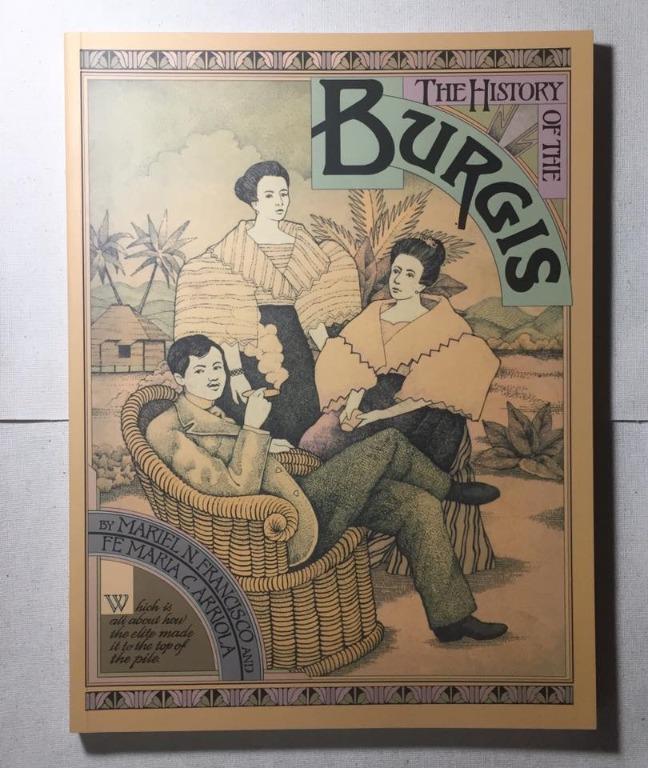 THE HISTORY
OF THE
BURGIS
BY MARIEL N. FRANCISCO AND
FE MARIA C. ARRIOLA
Which is
all about how
the elite made
it to the top of
the pile.